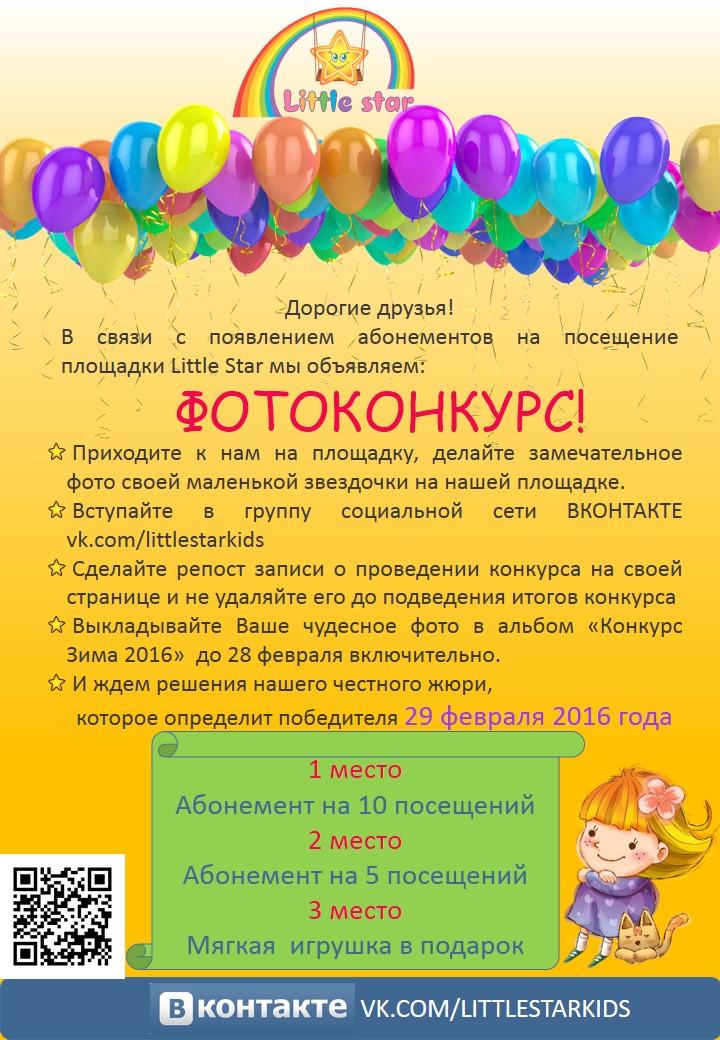 Little star
Дорогие друзья!
В связи с появлением абонементов на посещение
площадки Little Star мы объявляем:
ФОТОКОНКУРС!
Приходите к нам на площадку, делайте замечательное
фото своей маленькой звездочки на нашей площадке.
Вступайте в группу социальной сети ВКОНТАКТЕ
vk.com/littlestarkids
Сделайте репост записи о проведении конкурса на своей
странице и не удаляйте его до подведения итогов конкурса
Выкладывайте Ваше чудесное фото в альбом «Конкурс
Зима 2016» до 28 февраля включительно.
И ждем решения нашего честного жюри,
которое определит победителя 29 февраля 2016 года
1 место
Абонемент на 10 посещений
2 место
Абонемент на 5 посещений
3 место
Мягкая игрушка в подарок
В контакте VK.COM/LITTLESTARKIDS